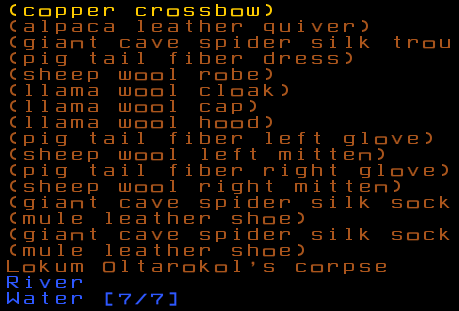 (copper crossbow)
(alpaca leather quiver)
(giant cave spider silk trou
(pig tail fiber dress)
(sheep wool robe)
(llama wool cloak)
(llama wool cap)
(llama wool hood)
(pig tail fiber left glove)
(sheep wool left mitten)
(pig tail fiber right glove)
(sheep wool right mitten)
(giant cave spider silk sock
(mule leather shoe)
(giant cave spider silk sock
(mule leather shoe)
Lokum Oltarokol's corpse
River
Water [7/7]